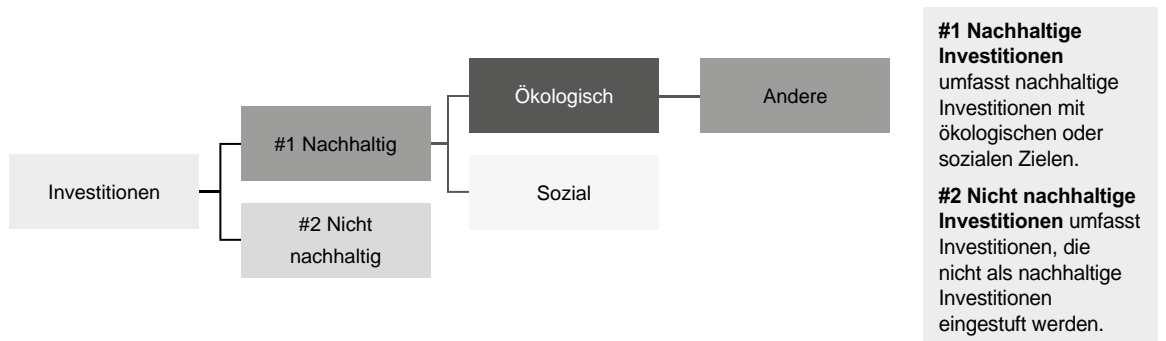 Investitionen
#1 Nachhaltig
#2 Nicht
nachhaltig
Ökologisch
Sozial
Andere
#1 Nachhaltige
Investitionen
umfasst nachhaltige
Investitionen mit
ökologischen oder
sozialen Zielen.
#2 Nicht nachhaltige
Investitionen umfasst
Investitionen, die
nicht als nachhaltige
Investitionen
eingestuft werden.